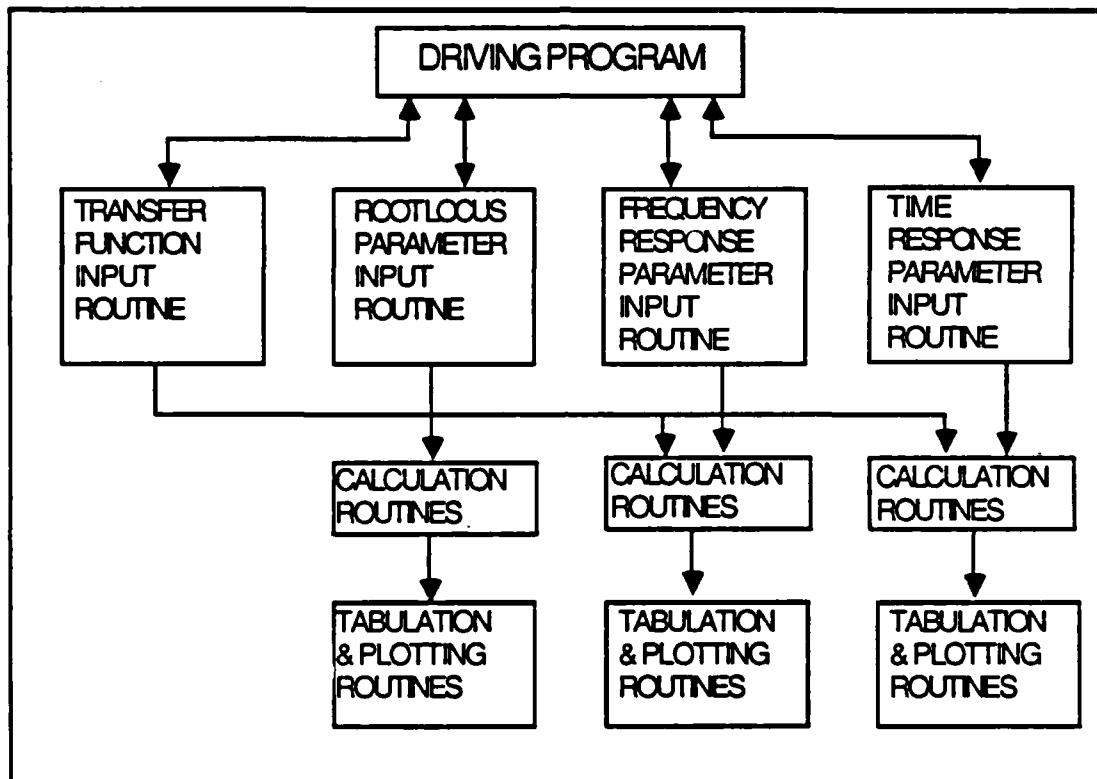 DRIVING PROGRAM
TRANSFER
FUNCTION
INPUT
ROUTINE
ROOTLOCUS
PARAMETER
INPUT
ROUTINE
FREQUENCY
RESPONSE
PARAMETER
INPUT
ROUTINE
TIME
RESPONSE
PARAMETER
INPUT
ROUTINE
CALCULATION
ROUTINES
CALCULATION
ROUTINES
CALCULATION
ROUTINES
TABULATION
& PLOTTING
ROUTINES
TABULATION
& PLOTTING
ROUTINES
TABULATION
& PLOTTING
ROUTINES